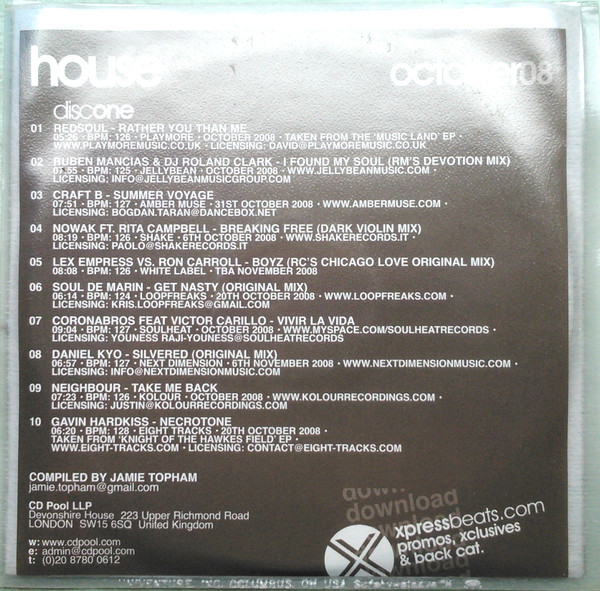 house
october08
discone
01 REDSOUL - RATHER YOU THAN ME
05:26 • BPM: 126 • PLAYMORE • OCTOBER 2008 • TAKEN FROM THE 'MUSIC LAND' EP •
WWW.PLAYMOREMUSIC.CO.UK • LICENSING: DAVID@PLAYMOREMUSIC.CO.UK
02 RUBEN MANCIAS & DJ ROLAND CLARK - I FOUND MY SOUL (RM'S DEVOTION MIX)
07:55 • BPM: 125 • JELLYBEAN • OCTOBER 2008 • WWW.JELLYBEANMUSIC.COM •
LICENSING; INFO@JELLYBEANMUSICGROUP.COM
03 CRAFT B - SUMMER VOYAGE
07:51 • BPM: 127 • AMBER MUSE • 31ST OCTOBER 2008 • WWW.AMBERMUSE.COM •
LICENSING: BOGDAN.TARAN@DANCEBOX.NET
04 NOWAK FT. RITA CAMPBELL - BREAKING FREE (DARK VIOLIN MIX)
08:19 • BPM: 126 • SHAKE • 6TH OCTOBER 2008 • WWW.SHAKERECORDS.IT •
LICENSING: PAOLO@SHAKERECORDS.IT
05 LEX EMPRESS VS. RON CARROLL - BOYZ (RC'S CHICAGO LOVE ORIGINAL MIX)
08:08 • BPM: 126 • WHITE LABEL • TBA NOVEMBER 2008
06 SOUL DE MARIN - GET NASTY (ORIGINAL MIX)
06:14 • BPM: 124 • LOOPFREAKS • 20TH OCTOBER 2008 • WWW.LOOPFREAKS.COM •
LICENSING: KRIS.LOOPFREAKS@GMAIL.COM
07 CORONABROS FEAT VICTOR CARILLO - VIVIR LA VIDA
09:04 • BPM: 127 • SOULHEAT • OCTOBER 2008 • WWW.MYSPACE.COM/SOULHEATRECORDS •
LICENSING: YOUNESS RAJI-YOUNESS@SOULHEATRECORDS
08 DANIEL KYO - SILVERED (ORIGINAL MIX)
06:57 • BPM: 127 • NEXT DIMENSION • 6TH NOVEMBER 2008 • WWW.NEXTDIMENSIONMUSIC.COM •
LICENSING: INFO@NEXTDIMENSIONMUSIC.COM
09 NEIGHBOUR - TAKE ME BACK
07:23 • BPM: 126 • KOLOUR • OCTOBER 2008 • WWW.KOLOURRECORDINGS.COM •
LICENSING: JUSTIN@KOLOURRECORDINGS.COM
10 GAVIN HARDKISS - NECROTONE
06:20 • BPM: 128 • EIGHT TRACKS • 20TH OCTOBER 2008 •
TAKEN FROM 'KNIGHT OF THE HAWKES FIELD' EP •
WWW.EIGHT-TRACKS.COM • LICENSING: CONTACT@EIGHT-TRACKS.COM
COMPILED BY JAMIE TOPHAM
jamie.topham@gmail.com
CD Pool LLP
Devonshire House 223 Upper Richmond Road
LONDON SW15 6SQ United Kingdom
w: www.cdpool.com
e: admin@cdpool.com
t: (0)20 8780 0612
download
download
xpressbeats.com
promos, xclusives
& back cat.
UNIVENTURE, INC. COLUMBUS, OH USA Safety-sleeve